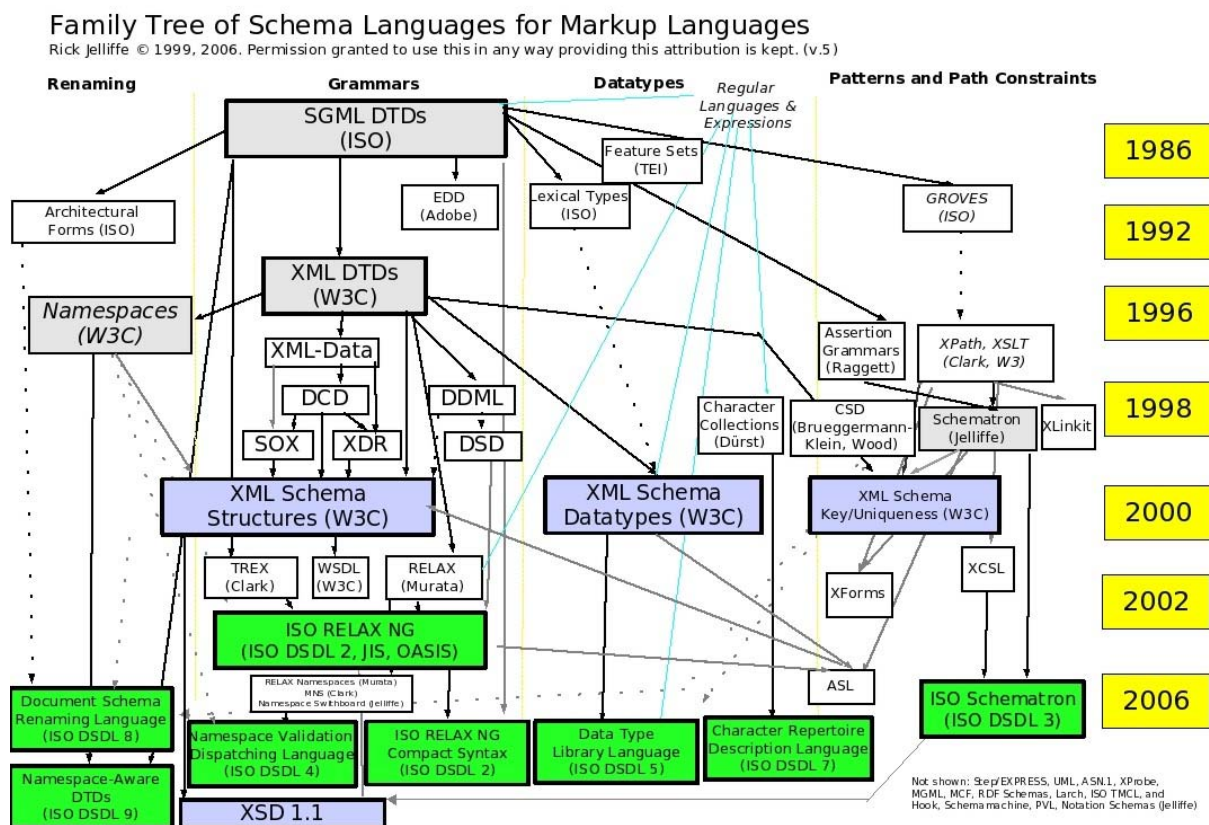 Family Tree of Schema Languages for Markup Languages
Rick Jelliffe © 1999, 2006. Permission granted to use this in any way providing this attribution is kept. (v.5)
Renaming
Grammars
Datatypes
Patterns and Path Constraints
Regular
Languages &
Expressions
SGML DTDs
(ISO)
Feature Sets
(TEI)
1986
Architectural
Forms (ISO)
EDD
(Adobe)
Lexical Types
(ISO)
GROVES
(ISO)
1992
XML DTDs
(W3C)
Namespaces
(W3C)
1996
XML-Data
Assertion
Grammars
(Raggett)
XPath, XSLT
(Clark, W3)
DCD
DDML
Character
Collections
(Dürst)
CSD
(Brueggermann-
Klein, Wood)
Schematron
(Jelliffe)
XLinkit
1998
SOX
XDR
DSD
XML Schema
Structures (W3C)
XML Schema
Datatypes (W3C)
XML Schema
Key/Uniqueness (W3C)
2000
TREX
(Clark)
WSDL
(W3C)
RELAX
(Murata)
XForms
XCSL
2002
ISO RELAX NG
(ISO DSDL 2, JIS, OASIS)
RELAX Namespaces (Murata)
MNS (Clark)
Namespace Swithboard (Jelliffe)
ASL
ISO Schematron
(ISO DSDL 3)
2006
Document Schema
Renaming Language
(ISO DSDL 8)
Namespace Validation
Dispatching Language
(ISO DSDL 4)
ISO RELAX NG
Compact Syntax
(ISO DSDL 2)
Data Type
Library Language
(ISO DSDL 5)
Character Repertoire
Description Language
(ISO DSDL 7)
Namespace-Aware
DTDs
(ISO DSDL 9)
XSD 1.1
Not shown: Step/EXPRESS, UML, ASN.1, XProbe,
MGML, MCF, RDF Schemas, Larch, ISO TMCL, and
Hook, Schemamachine, PVL, Notation Schemas (Jelliffe)